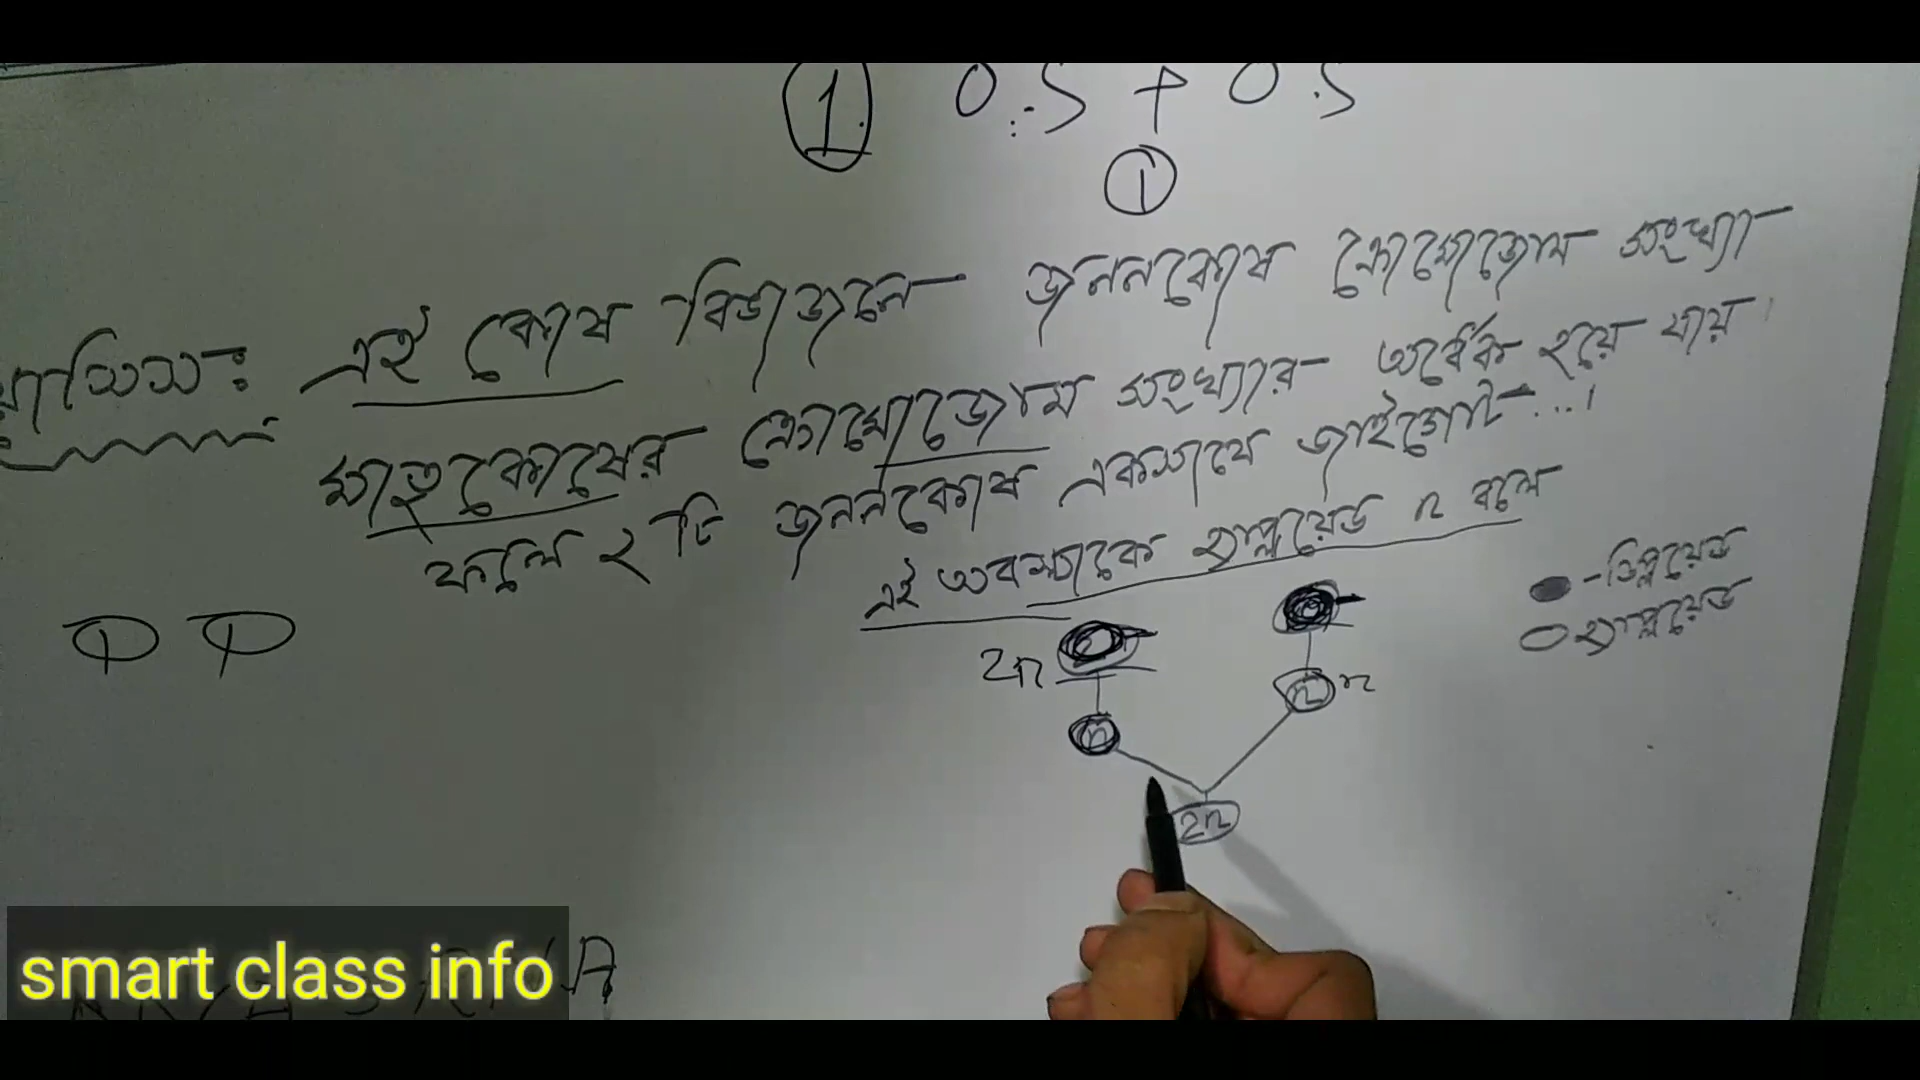 1 0.5 + 0.5
1
য়োসিসঃ এই কোষ বিভাজনে জননকোষ ক্রোমোজোম সংখ্যা
মাতৃকোষের ক্রোমোজোম সংখ্যার অর্ধেক হয়ে যায়
ফলে ২টি জননকোষ একসাথে জাইগোট...।
এই অবস্থাকে হ্যাপ্লয়েড n বলে
- ডিপ্লয়েড
হ্যাপ্লয়েড
2n
n n
n
2n
smart class info